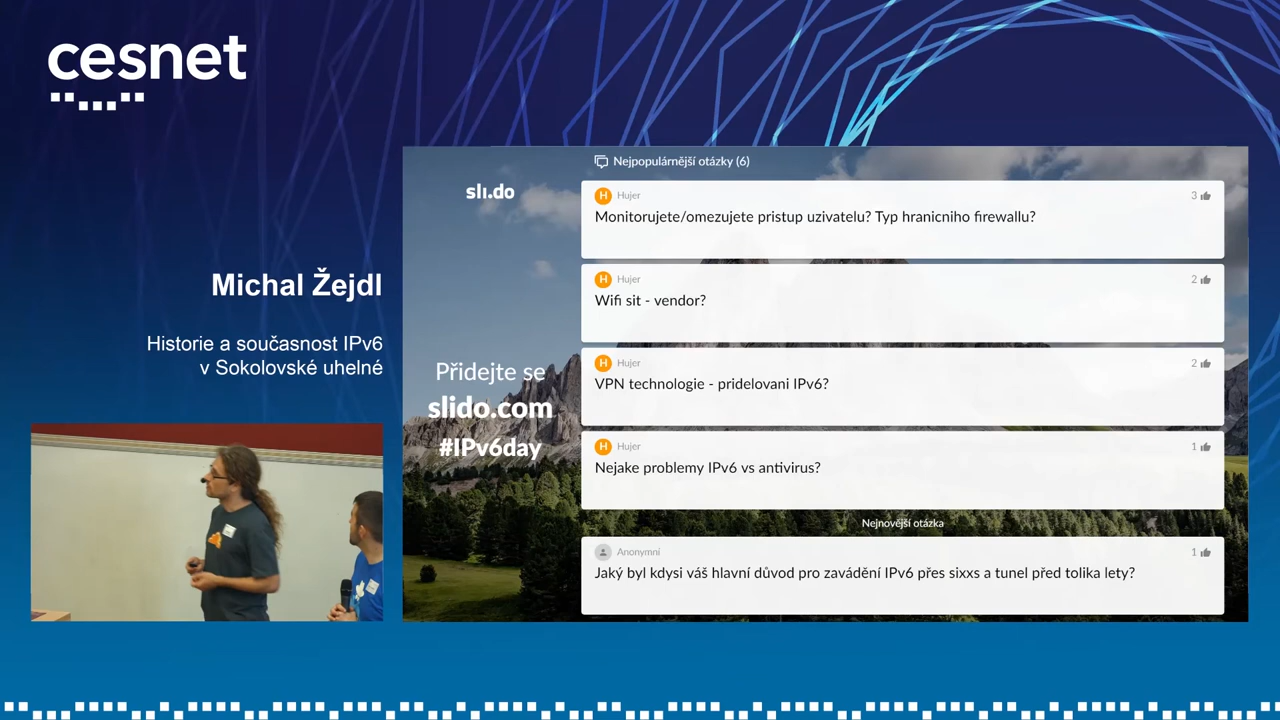 cesnet
Michal Žejdl
Historie a současnost IPv6
v Sokolovské uhelné
sli.do
Přidejte se
slido.com
#IPv6day
Nejpopulárnější otázky (6)
H Hujer 3
Monitorujete/omezujete pristup uzivatelu? Typ hranicniho firewallu?
H Hujer 2
Wifi sit - vendor?
H Hujer 2
VPN technologie - pridelovani IPv6?
H Hujer 1
Nejake problemy IPv6 vs antivirus?
Nejnovější otázka
Anonymní 1
Jaký byl kdysi váš hlavní důvod pro zavádění IPv6 přes sixxs a tunel před tolika lety?